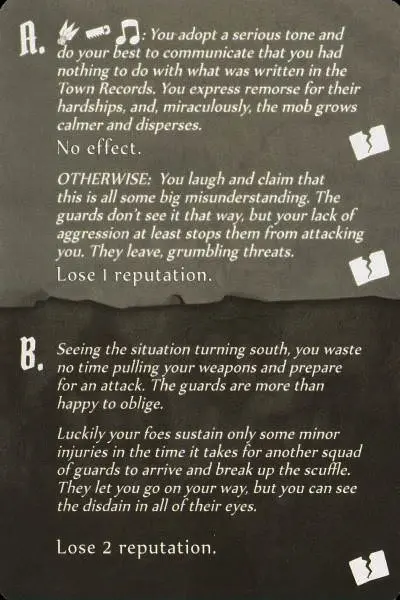 A. : You adopt a serious tone and
do your best to communicate that you had
nothing to do with what was written in the
Town Records. You express remorse for their
hardships, and, miraculously, the mob grows
calmer and disperses.
No effect.
OTHERWISE: You laugh and claim that
this is all some big misunderstanding. The
guards don't see it that way, but your lack of
aggression at least stops them from attacking
you. They leave, grumbling threats.
Lose 1 reputation.
B. Seeing the situation turning south, you waste
no time pulling your weapons and prepare
for an attack. The guards are more than
happy to oblige.
Luckily your foes sustain only some minor
injuries in the time it takes for another squad
of guards to arrive and break up the scuffle.
They let you go on your way, but you can see
the disdain in all of their eyes.
Lose 2 reputation.